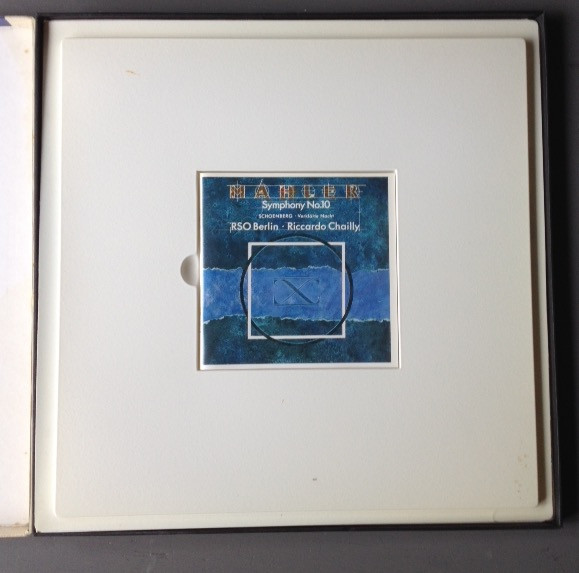 MAHLER
Symphony No.10
SCHOENBERG · Verklärte Nacht
RSO Berlin · Riccardo Chailly